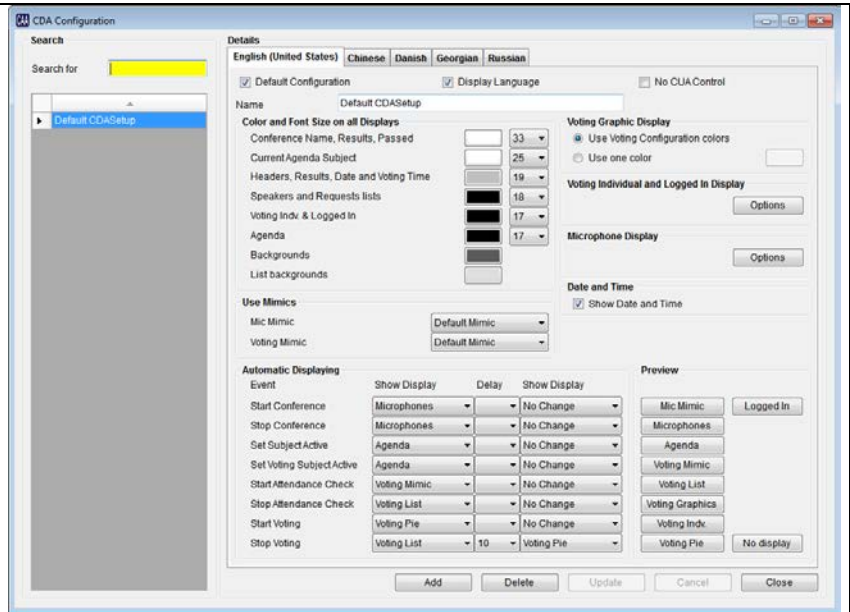 CDA Configuration
Search
Search for
Default CDASetup
Details
English (United States) Chinese Danish Georgian Russian
Default Configuration Display Language No CUA Control
Name Default CDASetup
Color and Font Size on all Displays
Conference Name, Results, Passed 33
Current Agenda Subject 25
Headers, Results, Date and Voting Time 19
Speakers and Requests lists 18
Voting Indv. & Logged In 17
Agenda 17
Backgrounds
List backgrounds
Voting Graphic Display
Use Voting Configuration colors
Use one color
Voting Individual and Logged In Display
Options
Microphone Display
Options
Date and Time
Show Date and Time
Use Mimics
Mic Mimic Default Mimic
Voting Mimic Default Mimic
Automatic Displaying
Event Show Display Delay Show Display
Start Conference Microphones No Change
Stop Conference Microphones No Change
Set Subject Active Agenda No Change
Set Voting Subject Active Agenda No Change
Start Attendance Check Voting Mimic No Change
Stop Attendance Check Voting List No Change
Start Voting Voting Pie No Change
Stop Voting Voting List 10 Voting Pie
Preview
Mic Mimic Logged In
Microphones
Agenda
Voting Mimic
Voting List
Voting Graphics
Voting Indv.
Voting Pie No display
Add Delete Update Cancel Close